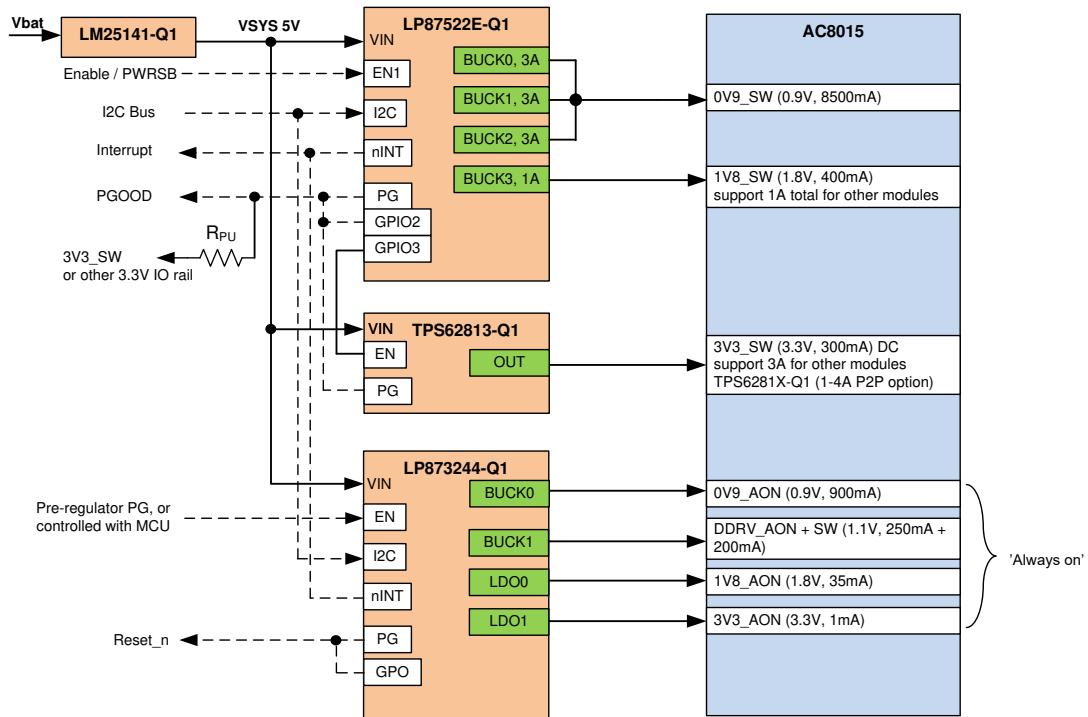 Vbat
LM25141-Q1
VSYS 5V
Enable / PWRSB
I2C Bus
Interrupt
PGOOD
RPU
3V3_SW
or other 3.3V IO rail
LP87522E-Q1
VIN
EN1
I2C
nINT
PG
GPIO2
GPIO3
BUCK0, 3A
BUCK1, 3A
BUCK2, 3A
BUCK3, 1A
TPS62813-Q1
VIN
EN
PG
OUT
Pre-regulator PG, or
controlled with MCU
Reset_n
LP873244-Q1
VIN
EN
I2C
nINT
PG
GPO
BUCK0
BUCK1
LDO0
LDO1
AC8015
0V9_SW (0.9V, 8500mA)
1V8_SW (1.8V, 400mA)
support 1A total for other modules
3V3_SW (3.3V, 300mA) DC
support 3A for other modules
TPS6281X-Q1 (1-4A P2P option)
0V9_AON (0.9V, 900mA)
DDRV_AON + SW (1.1V, 250mA +
200mA)
1V8_AON (1.8V, 35mA)
3V3_AON (3.3V, 1mA)
'Always on'